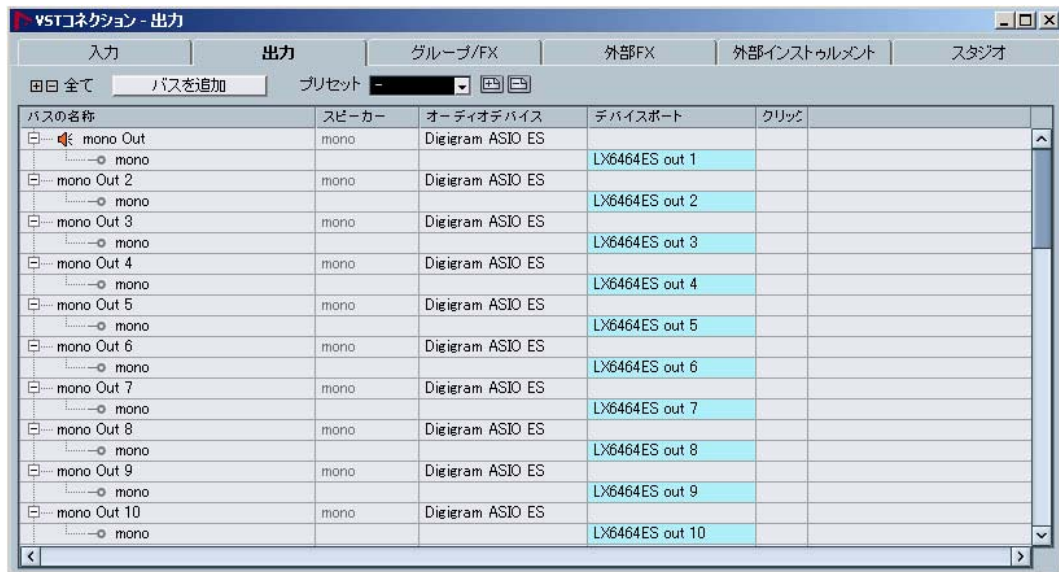 VSTコネクション - 出力
入力 出力 グループ/FX 外部FX 外部インストゥルメント スタジオ
全て バスを追加 プリセット -
バスの名称 スピーカー オーディオデバイス デバイスポート クリック
mono Out mono Digigram ASIO ES
mono LX6464ES out 1
mono Out 2 mono Digigram ASIO ES
mono LX6464ES out 2
mono Out 3 mono Digigram ASIO ES
mono LX6464ES out 3
mono Out 4 mono Digigram ASIO ES
mono LX6464ES out 4
mono Out 5 mono Digigram ASIO ES
mono LX6464ES out 5
mono Out 6 mono Digigram ASIO ES
mono LX6464ES out 6
mono Out 7 mono Digigram ASIO ES
mono LX6464ES out 7
mono Out 8 mono Digigram ASIO ES
mono LX6464ES out 8
mono Out 9 mono Digigram ASIO ES
mono LX6464ES out 9
mono Out 10 mono Digigram ASIO ES
mono LX6464ES out 10